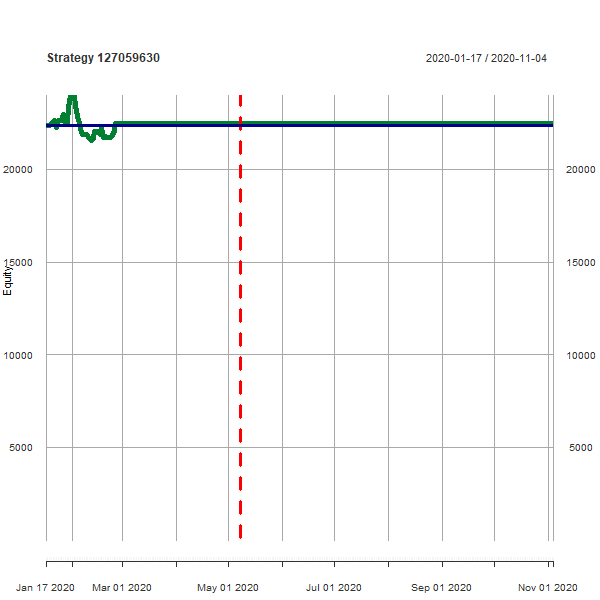 Strategy 127059630
2020-01-17 / 2020-11-04
20000
20000
15000
15000
Equity
10000
10000
5000
5000
Jan 17 2020
Mar 01 2020
May 01 2020
Jul 01 2020
Sep 01 2020
Nov 01 2020